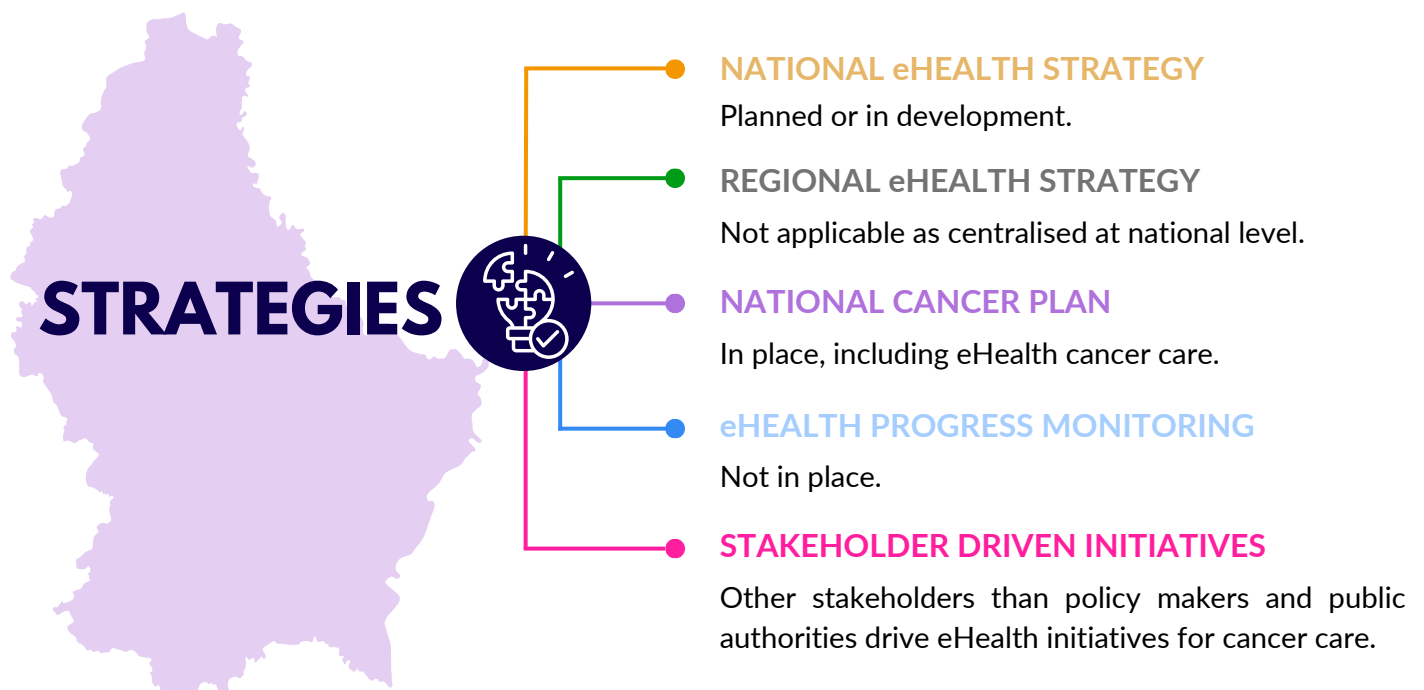 STRATEGIES
NATIONAL eHEALTH STRATEGY
Planned or in development.
REGIONAL eHEALTH STRATEGY
Not applicable as centralised at national level.
NATIONAL CANCER PLAN
In place, including eHealth cancer care.
eHEALTH PROGRESS MONITORING
Not in place.
STAKEHOLDER DRIVEN INITIATIVES
Other stakeholders than policy makers and public
authorities drive eHealth initiatives for cancer care.